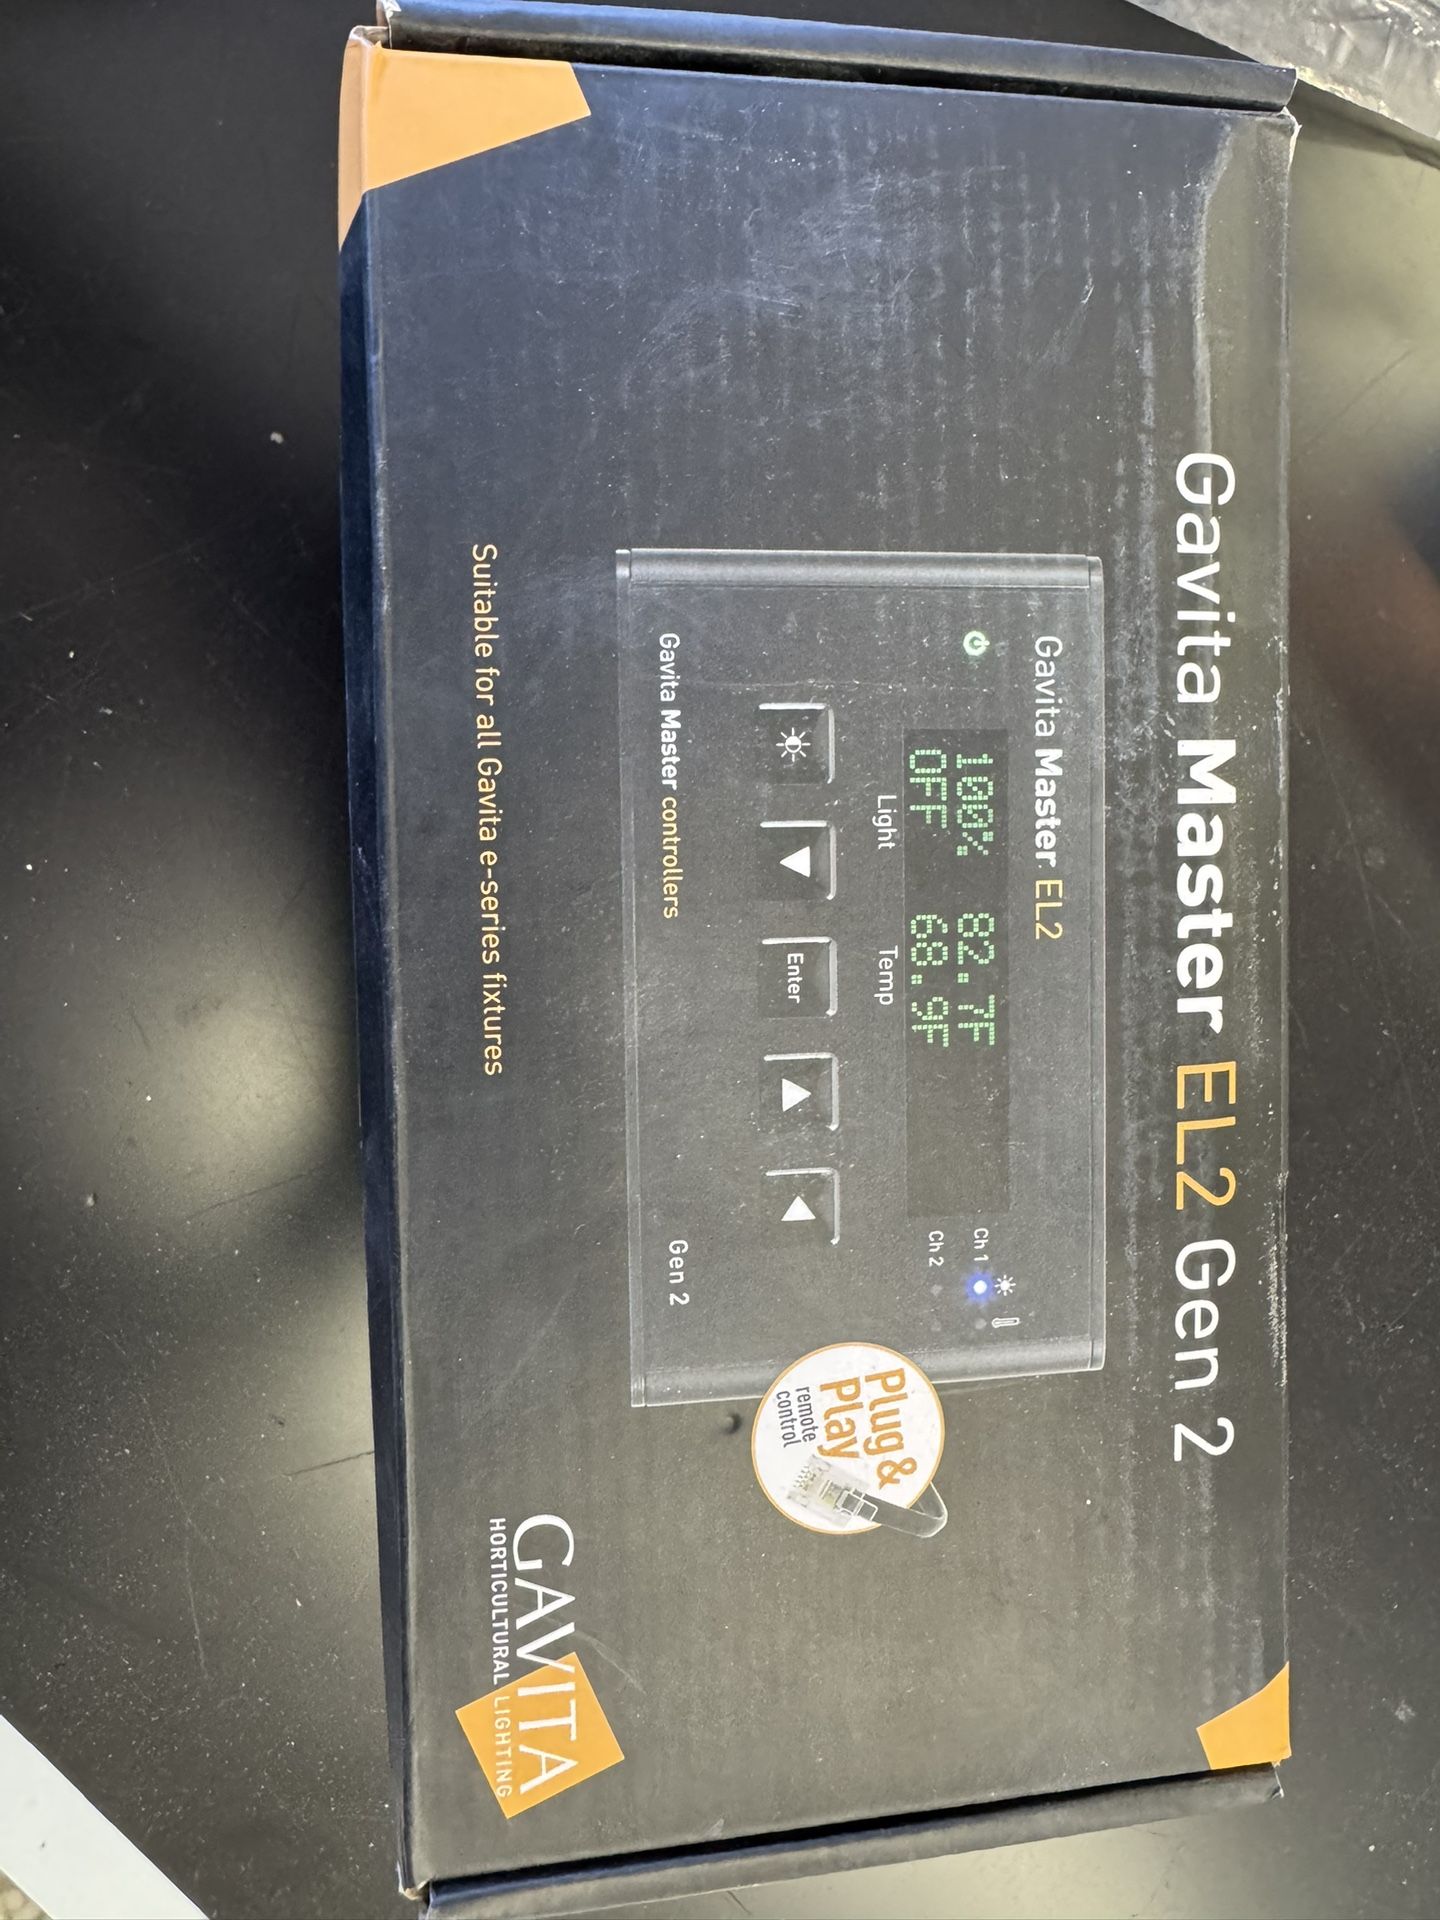 Gavita Master EL2 Gen 2
Gavita Master EL2
100% 82.7F
OFF 68.9F
Light Temp
Ch 1
Ch 2
Enter
Gavita Master controllers
Gen 2
Plug &
Play
remote
control
Suitable for all Gavita e-series fixtures
GAVITA
HORTICULTURAL LIGHTING